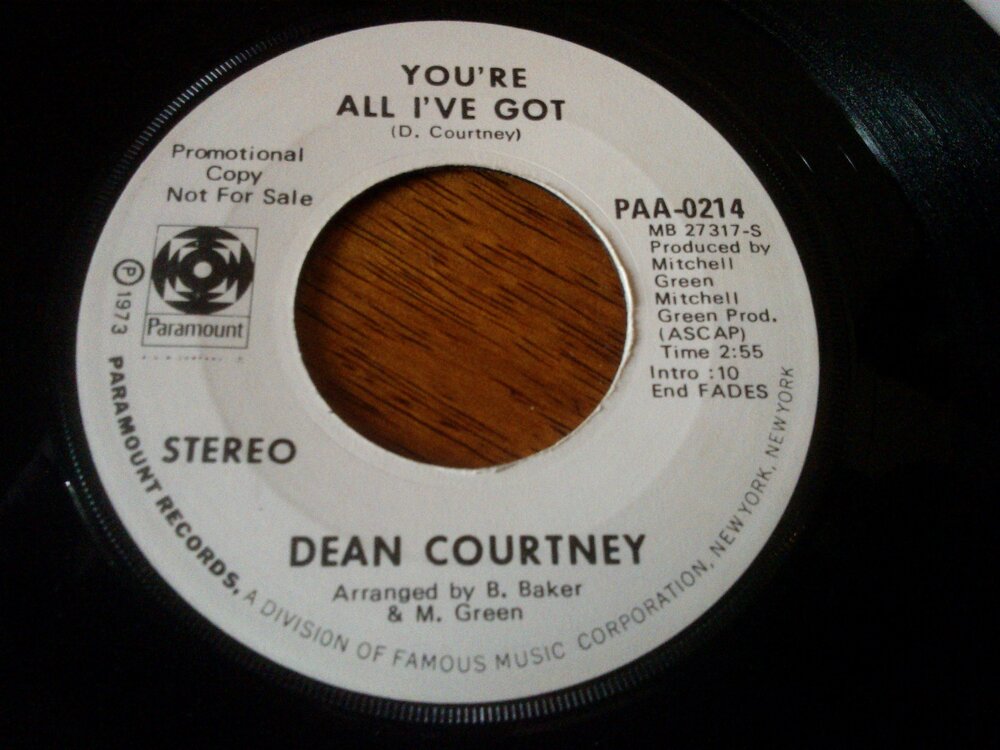 YOU'RE
ALL I'VE GOT
(D. Courtney)
Promotional
Copy
Not For Sale
PAA-0214
MB 27317-S
Produced by
Mitchell
Green
Mitchell
Green Prod.
(ASCAP)
Time 2:55
Intro :10
End FADES
Paramount
STEREO
DEAN COURTNEY
Arranged by B. Baker
& M. Green
Ⓟ 1973 PARAMOUNT RECORDS, A DIVISION OF FAMOUS MUSIC CORPORATION, NEW YORK, NEW YORK